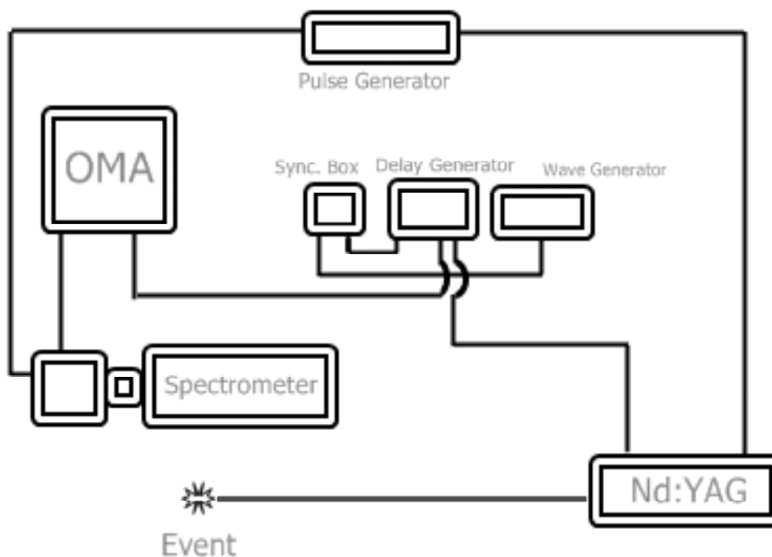 Pulse Generator
OMA
Sync. Box
Delay Generator
Wave Generator
Spectrometer
Nd:YAG
Event